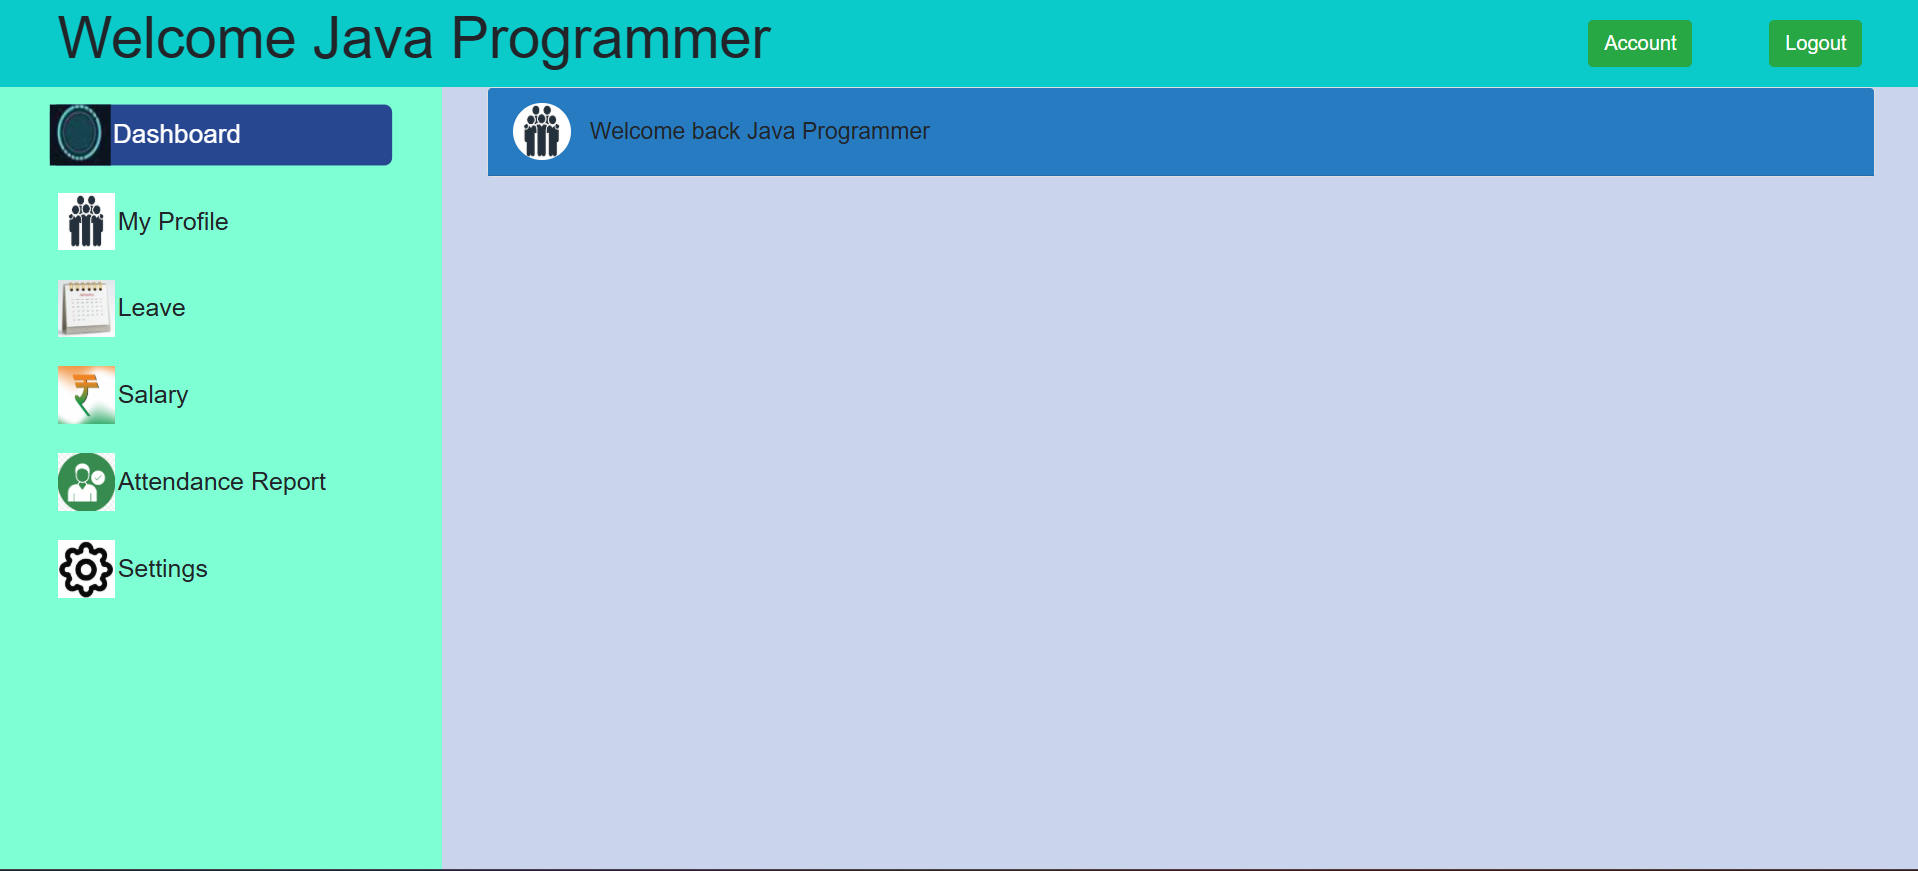 Welcome Java Programmer
Account
Logout
Dashboard
Welcome back Java Programmer
My Profile
Leave
Salary
Attendance Report
Settings